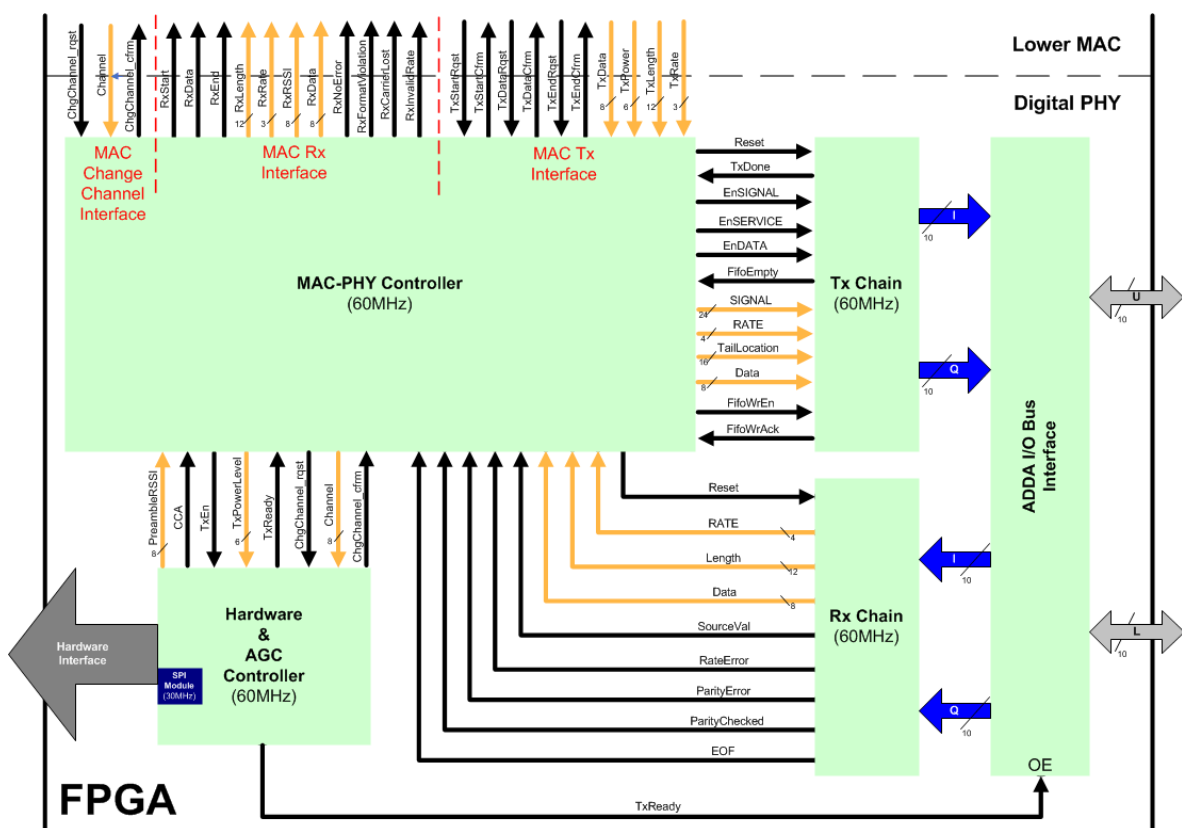 ChgChannel_rqst
Channel
ChgChannel_cfrm
RxStart
RxData
RxEnd
RxLength
12
RxRate
3
RxRSSI
8
RxData
8
RxNoError
RxFormatViolation
RxCarrierLost
RxInvalidRate
TxStartRqst
TxStartCfrm
TxDataRqst
TxDataCfrm
TxEndRqst
TxEndCfrm
TxData
8
TxPower
6
TxLength
12
TxRate
3
Lower MAC
Digital PHY
MAC
Change
Channel
Interface
MAC Rx
Interface
MAC Tx
Interface
MAC-PHY Controller
(60MHz)
Reset
TxDone
EnSIGNAL
EnSERVICE
EnDATA
FifoEmpty
SIGNAL
24
RATE
4
TailLocation
16
Data
8
FifoWrEn
FifoWrAck
Tx Chain
(60MHz)
I
10
Q
10
ADDA I/O Bus
Interface
U
10
L
10
PreambleRSSI
8
CCA
TxEn
TxPowerLevel
6
TxReady
ChgChannel_rqst
Channel
8
ChgChannel_cfrm
Reset
RATE
4
Length
12
Data
8
SourceVal
RateError
ParityError
ParityChecked
EOF
Rx Chain
(60MHz)
I
10
Q
10
Hardware
&
AGC
Controller
(60MHz)
Hardware
Interface
SPI
Module
(30MHz)
OE
TxReady
FPGA